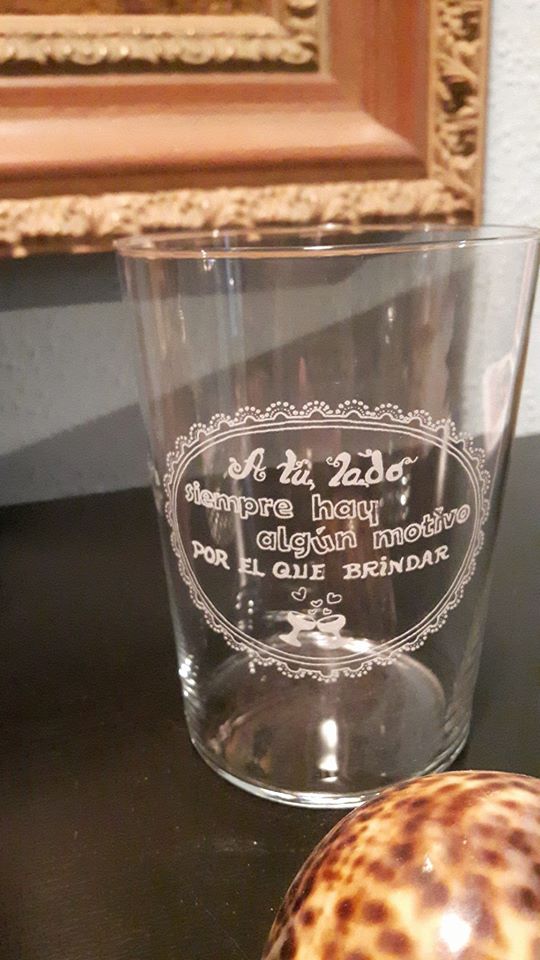 A tu lado
siempre hay
algún motivo
POR EL QUE BRiNDAR